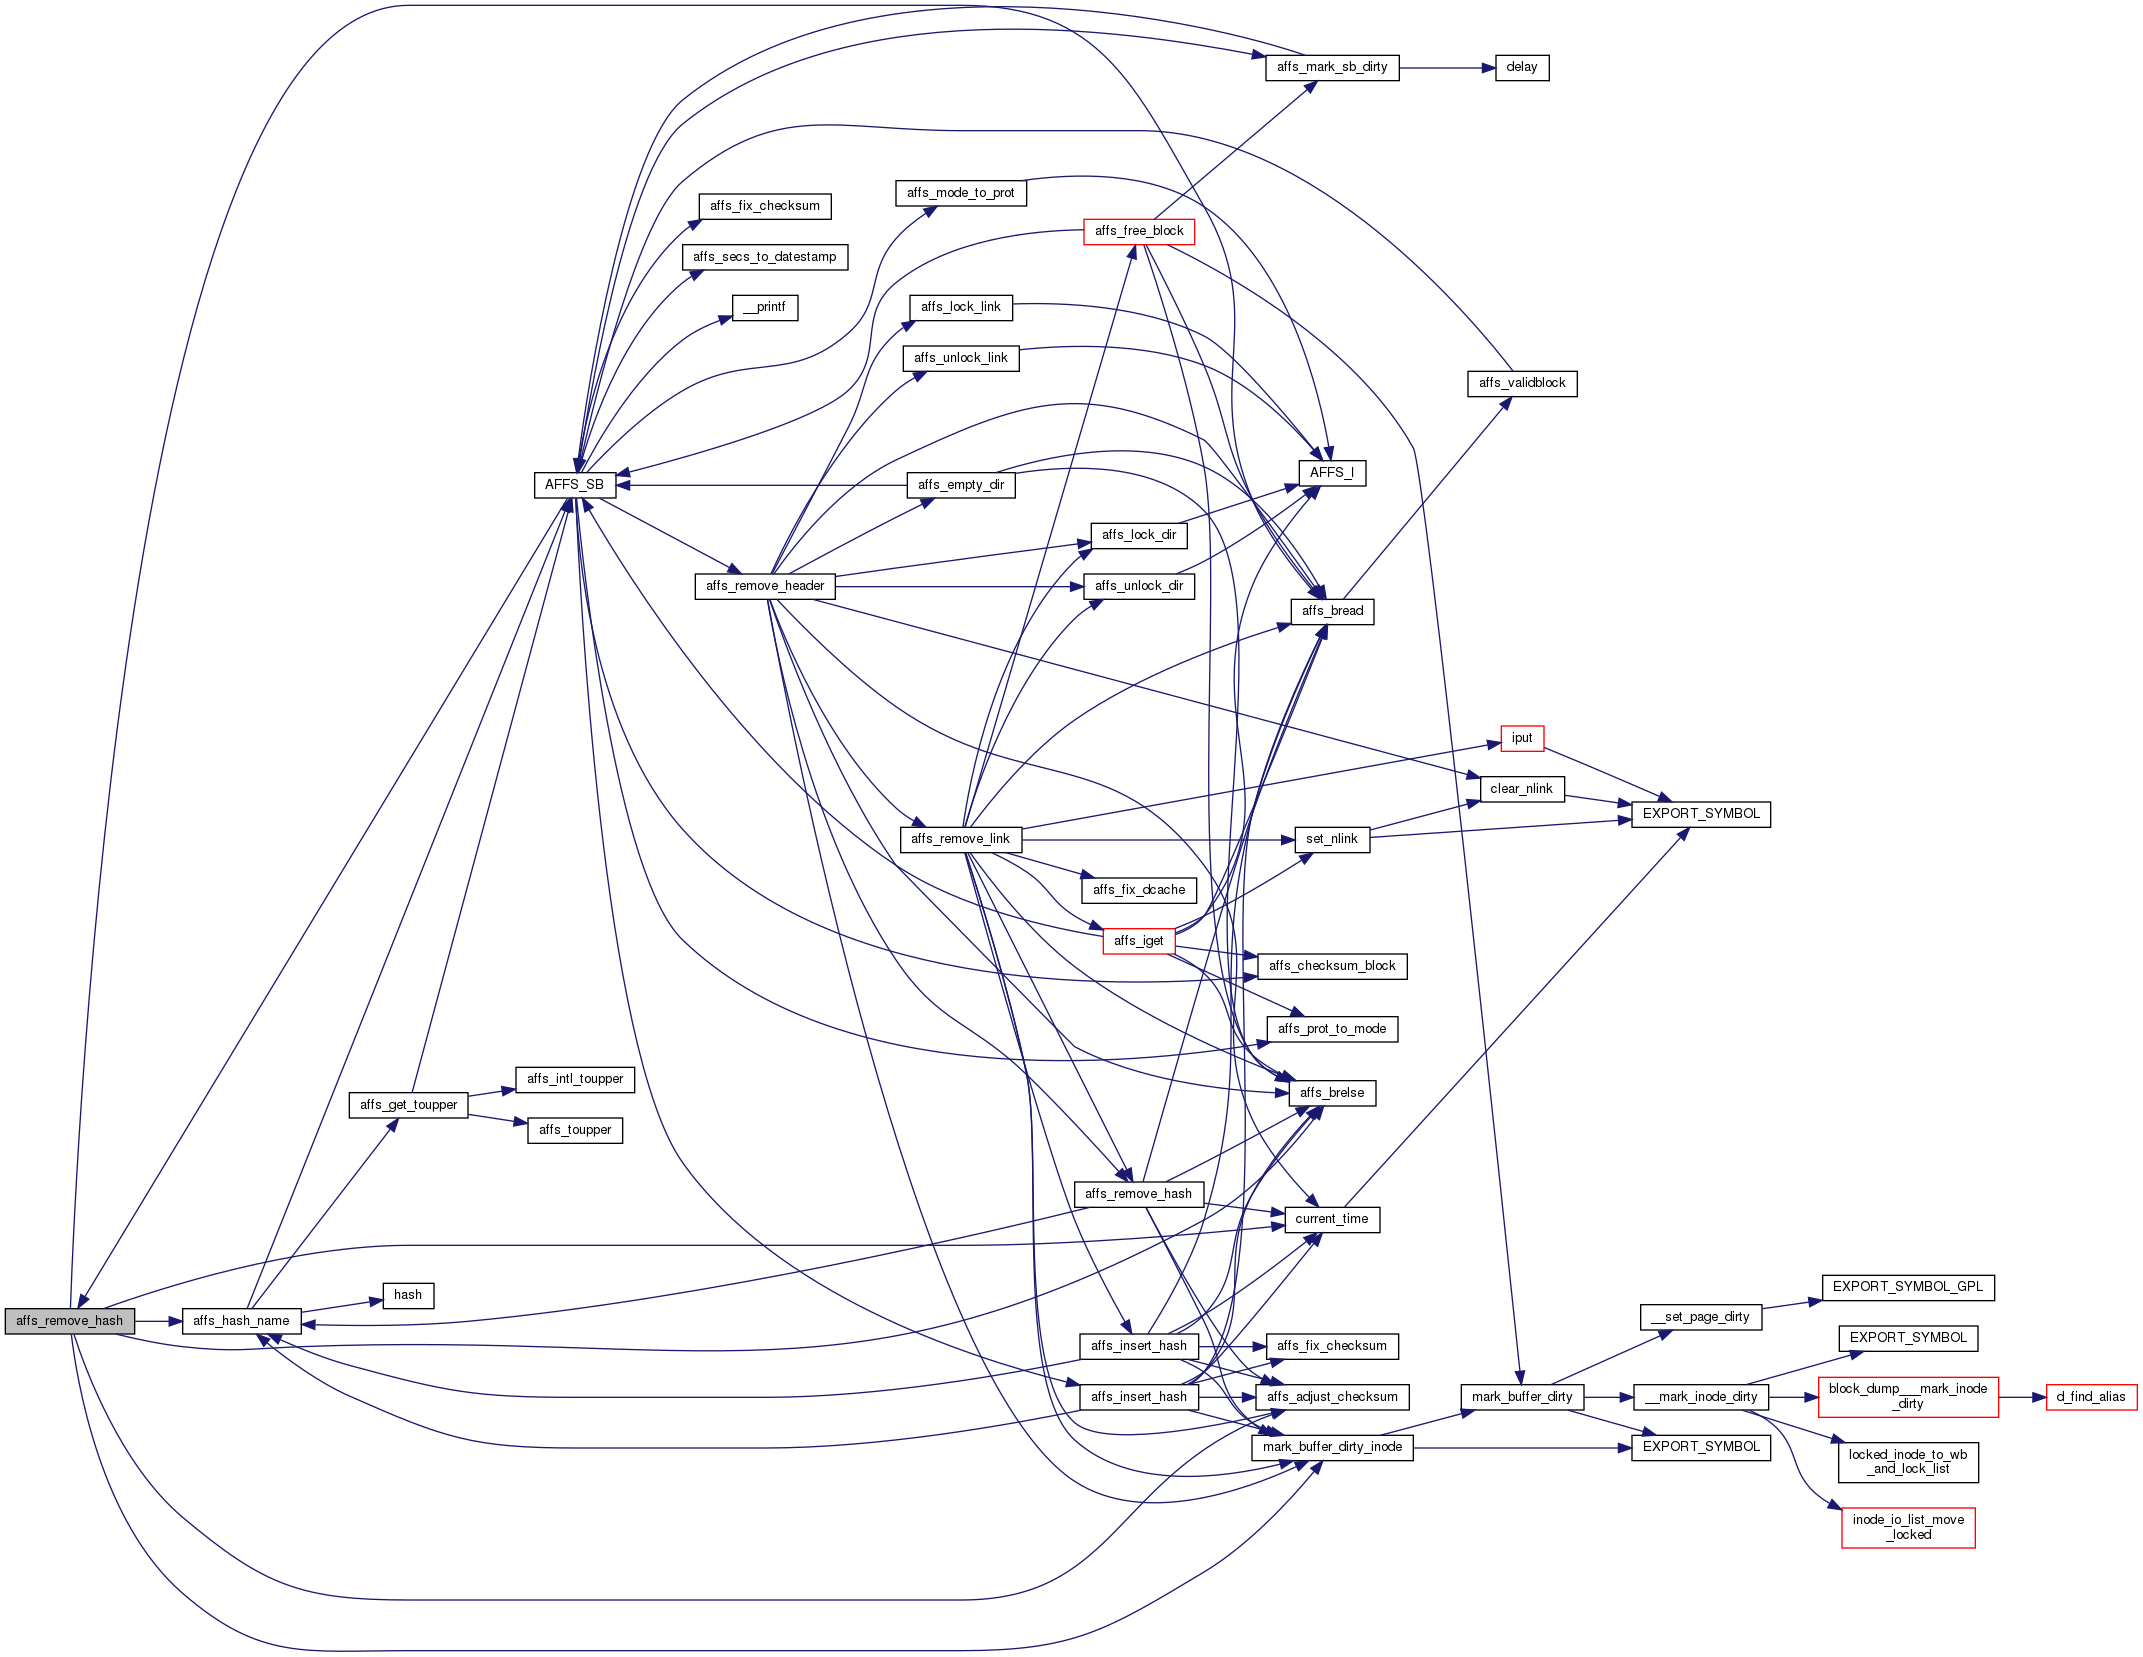 affs_mark_sb_dirty
delay
affs_mode_to_prot
affs_fix_checksum
affs_free_block
affs_secs_to_datestamp
__printf
affs_lock_link
affs_unlock_link
affs_validblock
AFFS_I
AFFS_SB
affs_empty_dir
affs_lock_dir
affs_remove_header
affs_unlock_dir
affs_bread
iput
clear_nlink
EXPORT_SYMBOL
affs_remove_link
set_nlink
affs_fix_dcache
affs_iget
affs_checksum_block
affs_prot_to_mode
affs_intl_toupper
affs_brelse
affs_get_toupper
affs_toupper
affs_remove_hash
current_time
EXPORT_SYMBOL_GPL
hash
__set_page_dirty
affs_remove_hash
affs_hash_name
EXPORT_SYMBOL
affs_insert_hash
affs_fix_checksum
affs_insert_hash
affs_adjust_checksum
mark_buffer_dirty
__mark_inode_dirty
block_dump___mark_inode
_dirty
d_find_alias
mark_buffer_dirty_inode
EXPORT_SYMBOL
locked_inode_to_wb
_and_lock_list
inode_io_list_move
_locked